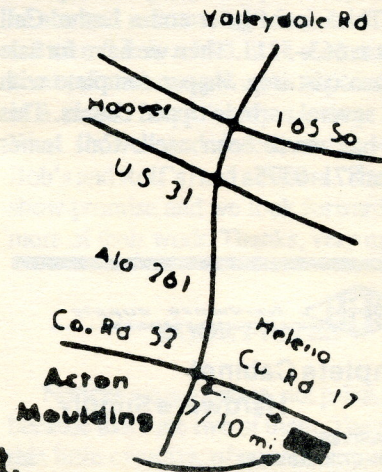 Valleydale Rd
Hoover
I 65 So
US 31
Ala 261
Co. Rd 52
Helena
Co. Rd 17
Acton
Moulding
7/10 mi.